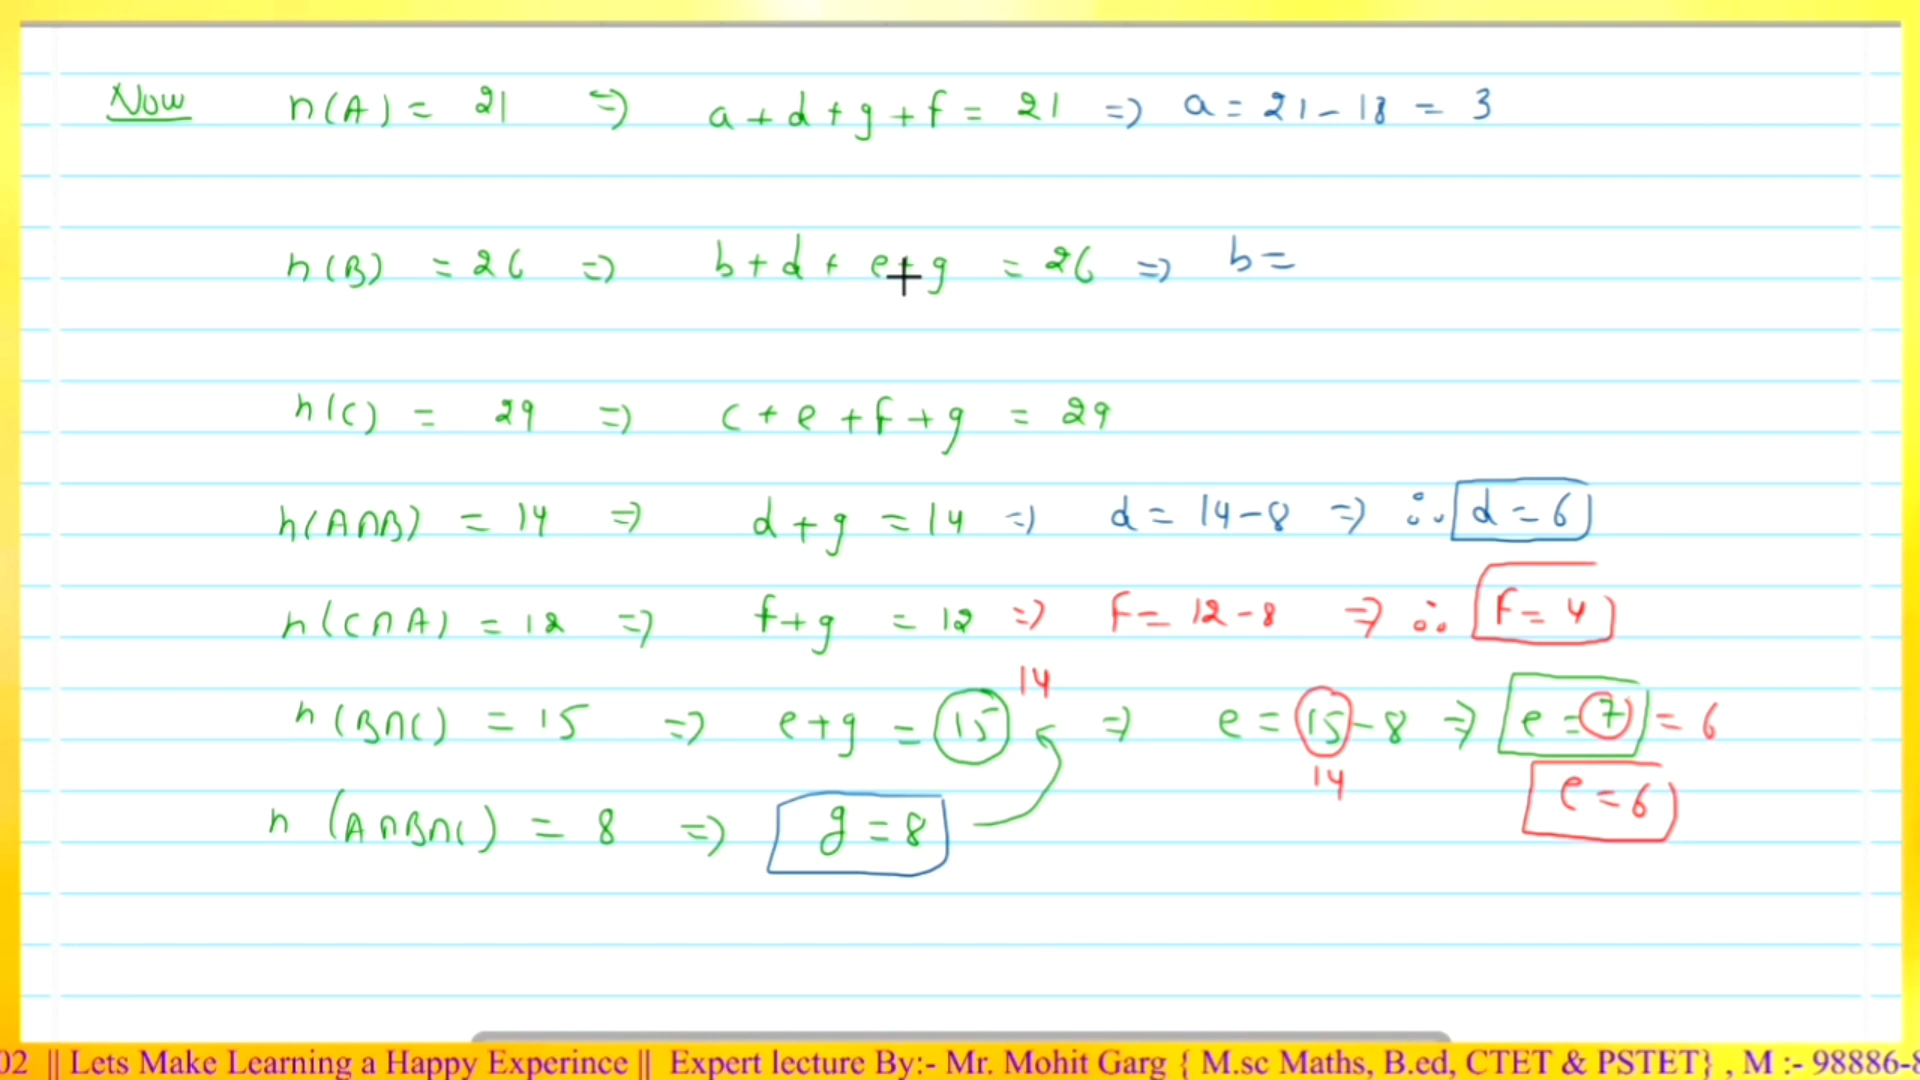 Now n(A) = 21 => a + d + g + f = 21 => a = 21 - 18 = 3
n(B) = 26 => b + d + e + g = 26 => b =
n(C) = 29 => c + e + f + g = 29
n(A∩B) = 14 => d + g = 14 => d = 14 - 8 => ∴ d = 6
n(C∩A) = 12 => f + g = 12 => F = 12 - 8 => ∴ F = 4
14
n(B∩C) = 15 => e + g = 15 => e = 15 - 8 => e = 7 = 6
14 e = 6
n(A∩B∩C) = 8 => g = 8
02 || Lets Make Learning a Happy Experince || Expert lecture By:- Mr. Mohit Garg { M.sc Maths, B.ed, CTET & PSTET} , M :- 98886-8